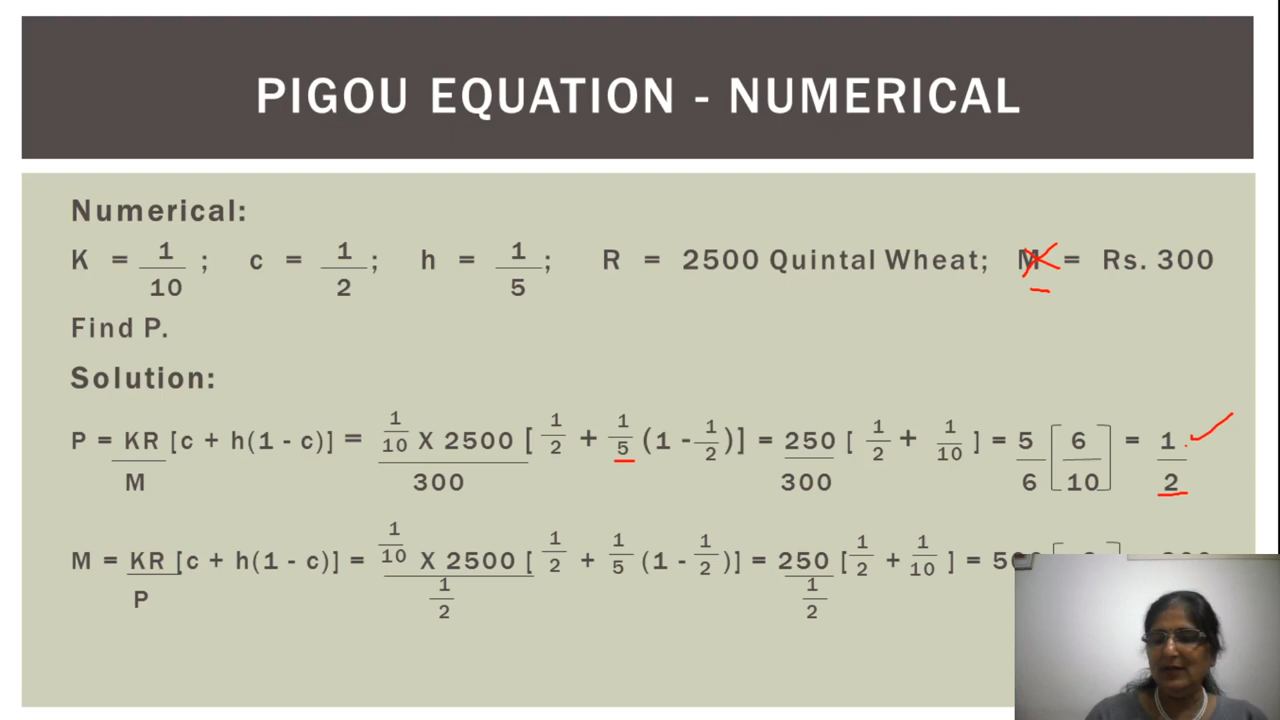 PIGOU EQUATION - NUMERICAL
Numerical:
K = 1/10 ; c = 1/2 ; h = 1/5 ; R = 2500 Quintal Wheat; M = Rs. 300
Find P.
Solution:
P = KR/M [c + h(1 - c)] = 1/10 X 2500/300 [ 1/2 + 1/5 (1 - 1/2 )] = 250/300 [ 1/2 + 1/10 ] = 5/6 [ 6/10 ] = 1/2
M = KR/P [c + h(1 - c)] = 1/10 X 2500/1/2 [ 1/2 + 1/5 (1 - 1/2 )] = 250/1/2 [ 1/2 + 1/10 ] =